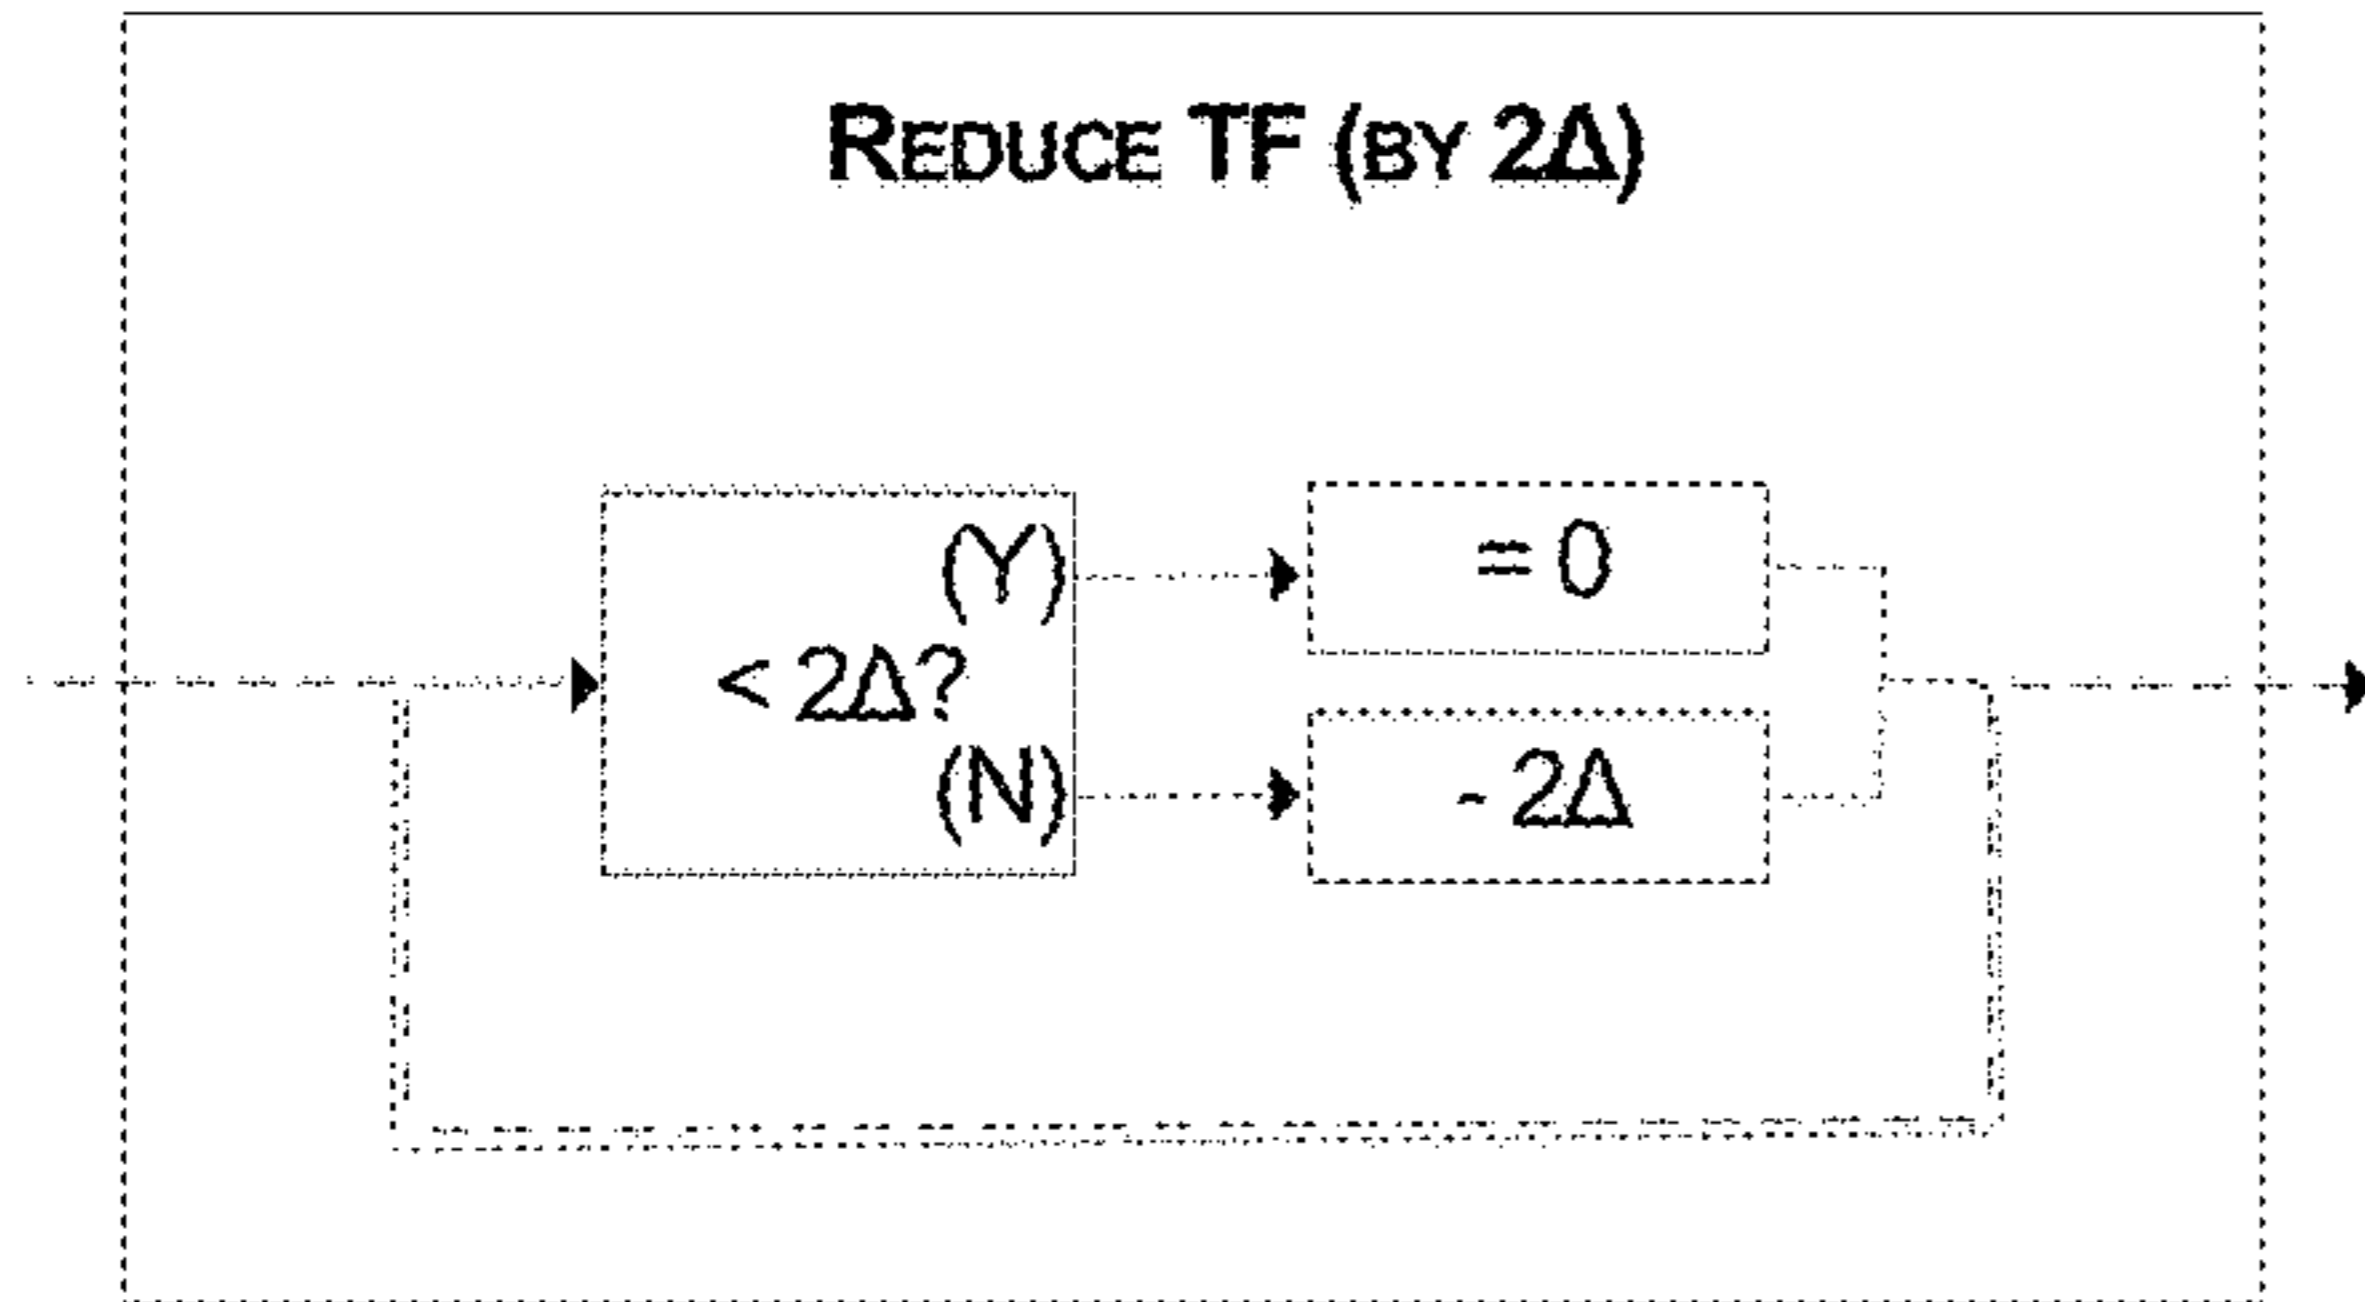 REDUCE TF (BY 2Δ)
(Y)
= 0
< 2Δ?
(N)
- 2Δ